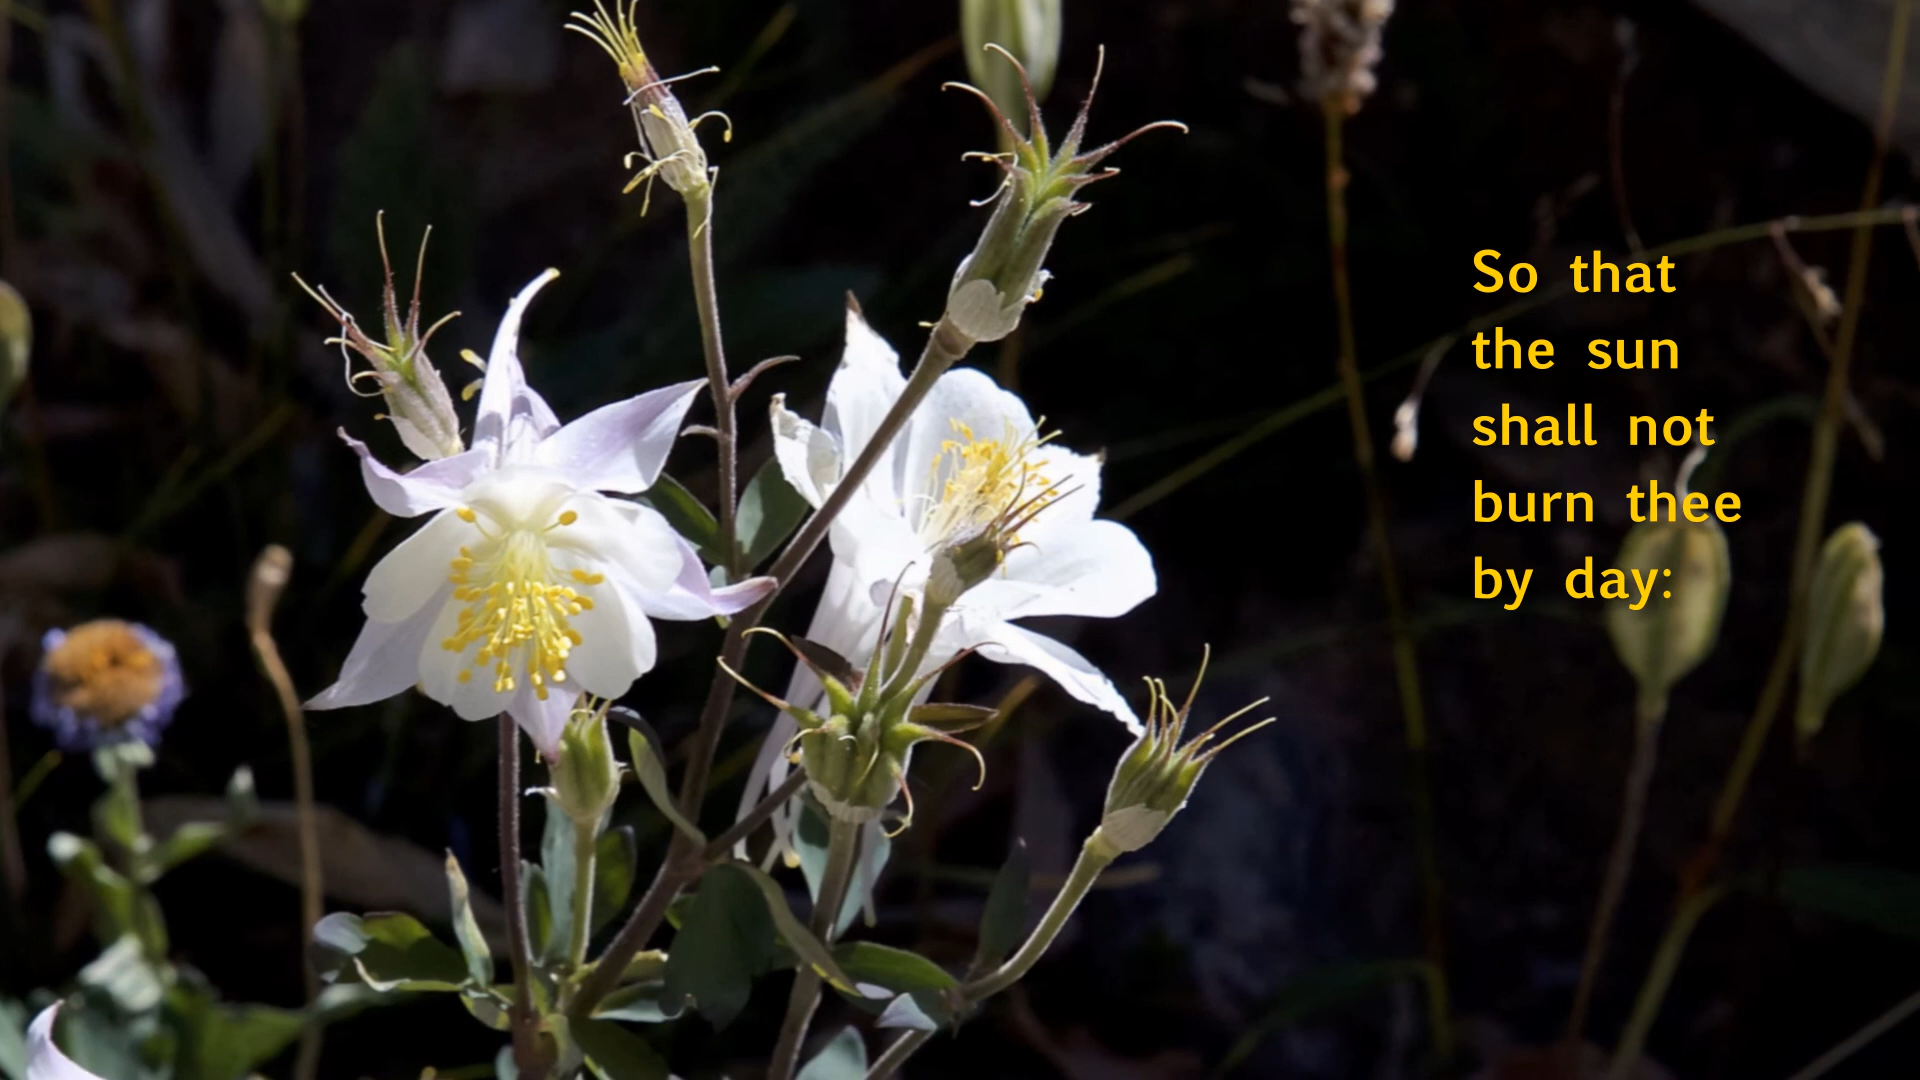 So that
the sun
shall not
burn thee
by day: